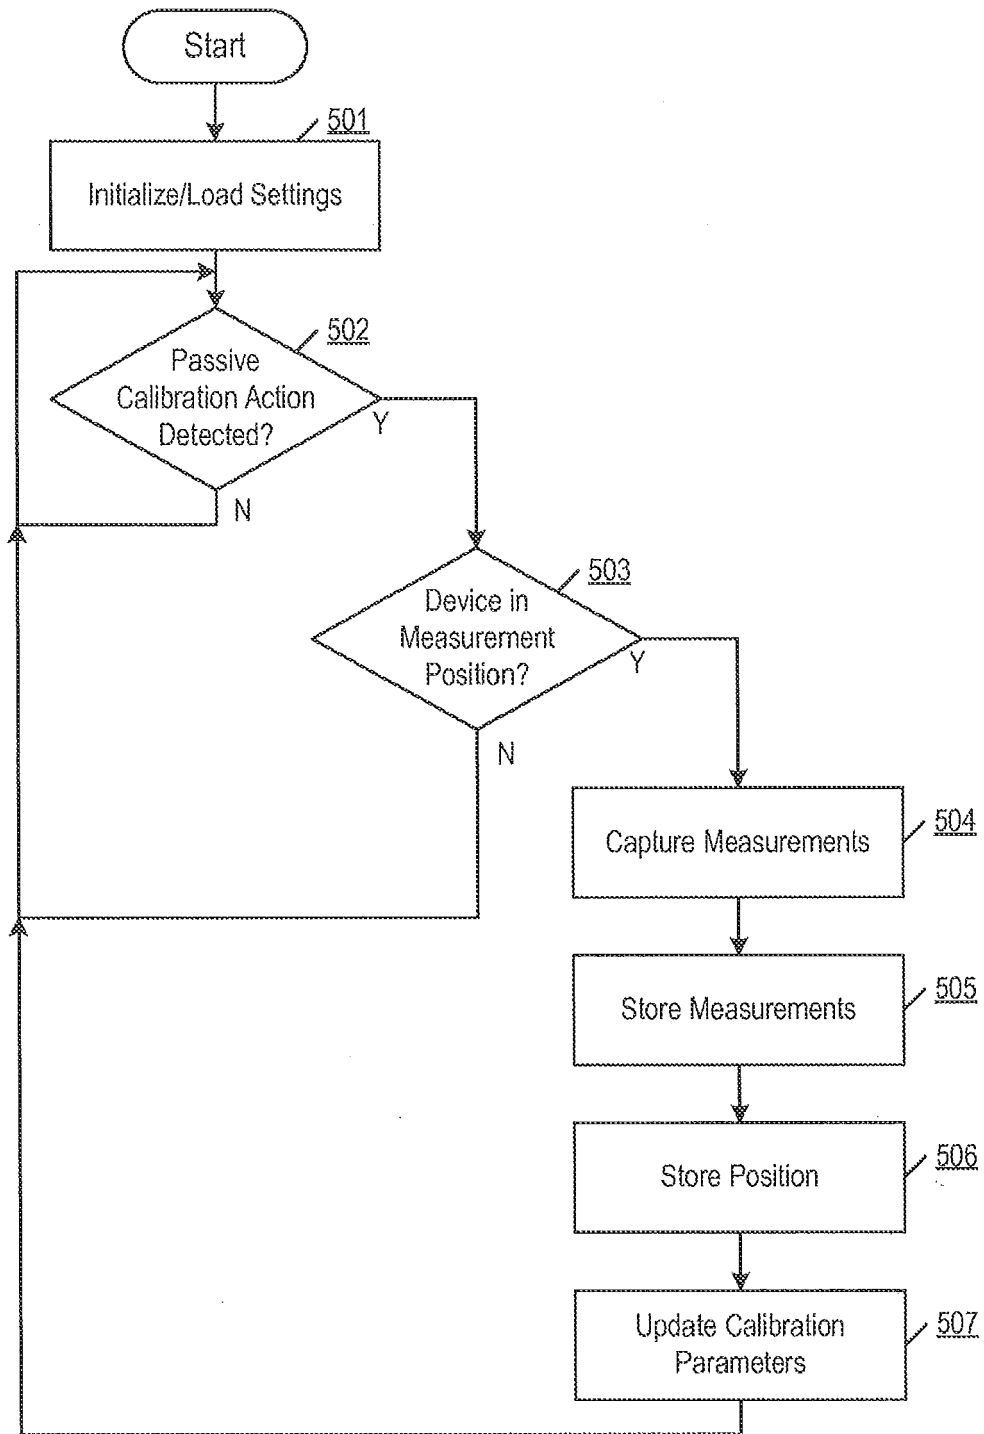 Start
501
Initialize/Load Settings
502
Passive
Calibration Action
Detected?
Y
N
503
Device in
Measurement
Position?
Y
N
504
Capture Measurements
505
Store Measurements
506
Store Position
507
Update Calibration
Parameters